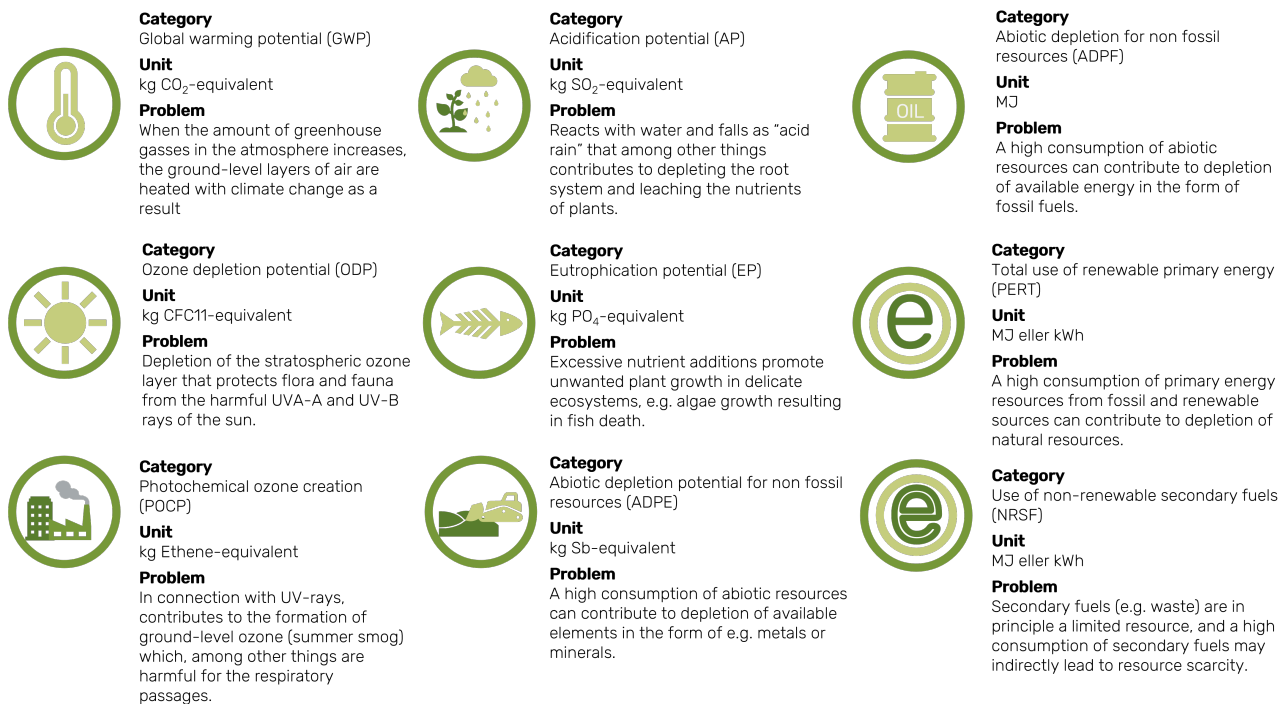 Category
Global warming potential (GWP)
Unit
kg CO₂-equivalent
Problem
When the amount of greenhouse
gasses in the atmosphere increases,
the ground-level layers of air are
heated with climate change as a
result
Category
Acidification potential (AP)
Unit
kg SO₂-equivalent
Problem
Reacts with water and falls as “acid
rain” that among other things
contributes to depleting the root
system and leaching the nutrients
of plants.
OIL
Category
Abiotic depletion for non fossil
resources (ADPF)
Unit
MJ
Problem
A high consumption of abiotic
resources can contribute to depletion
of available energy in the form of
fossil fuels.
Category
Ozone depletion potential (ODP)
Unit
kg CFC11-equivalent
Problem
Depletion of the stratospheric ozone
layer that protects flora and fauna
from the harmful UVA-A and UV-B
rays of the sun.
Category
Eutrophication potential (EP)
Unit
kg PO₄-equivalent
Problem
Excessive nutrient additions promote
unwanted plant growth in delicate
ecosystems, e.g. algae growth resulting
in fish death.
e
Category
Total use of renewable primary energy
(PERT)
Unit
MJ eller kWh
Problem
A high consumption of primary energy
resources from fossil and renewable
sources can contribute to depletion of
natural resources.
Category
Photochemical ozone creation
(POCP)
Unit
kg Ethene-equivalent
Problem
In connection with UV-rays,
contributes to the formation of
ground-level ozone (summer smog)
which, among other things are
harmful for the respiratory
passages.
Category
Abiotic depletion potential for non fossil
resources (ADPE)
Unit
kg Sb-equivalent
Problem
A high consumption of abiotic resources
can contribute to depletion of available
elements in the form of e.g. metals or
minerals.
e
Category
Use of non-renewable secondary fuels
(NRSF)
Unit
MJ eller kWh
Problem
Secondary fuels (e.g. waste) are in
principle a limited resource, and a high
consumption of secondary fuels may
indirectly lead to resource scarcity.